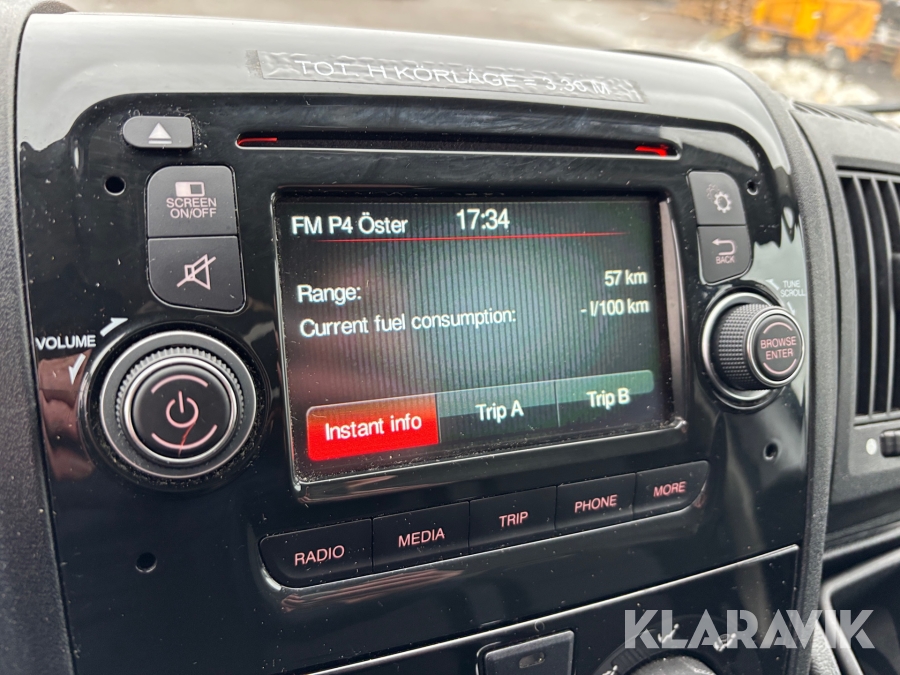 TOT. H KÖRLÄGE = 3.30 M
SCREEN
ON/OFF
VOLUME
FM P4 Öster 17:34
Range: 57 km
Current fuel consumption: - l/100 km
Instant info Trip A Trip B
BACK
TUNE
SCROLL
BROWSE
ENTER
RADIO MEDIA TRIP PHONE MORE
KLARAVIK